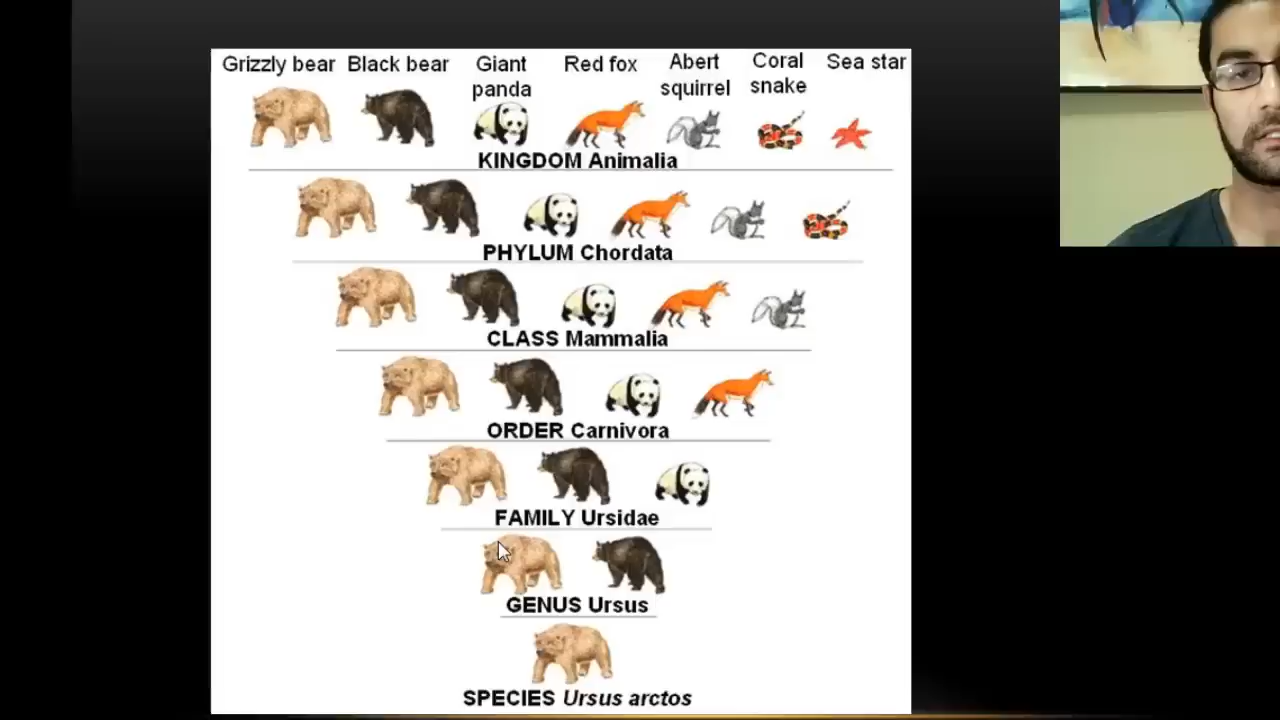 Grizzly bear Black bear Giant panda Red fox Abert squirrel Coral snake Sea star
KINGDOM Animalia
PHYLUM Chordata
CLASS Mammalia
ORDER Carnivora
FAMILY Ursidae
GENUS Ursus
SPECIES Ursus arctos